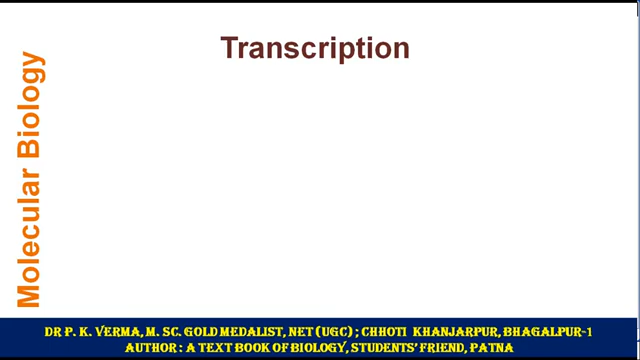 Transcription
Molecular Biology
DR P. K. VERMA, M. SC. GOLD MEDALIST, NET (UGC) ; CHHOTI KHANJARPUR, BHAGALPUR-1
AUTHOR : A TEXT BOOK OF BIOLOGY, STUDENTS' FRIEND, PATNA